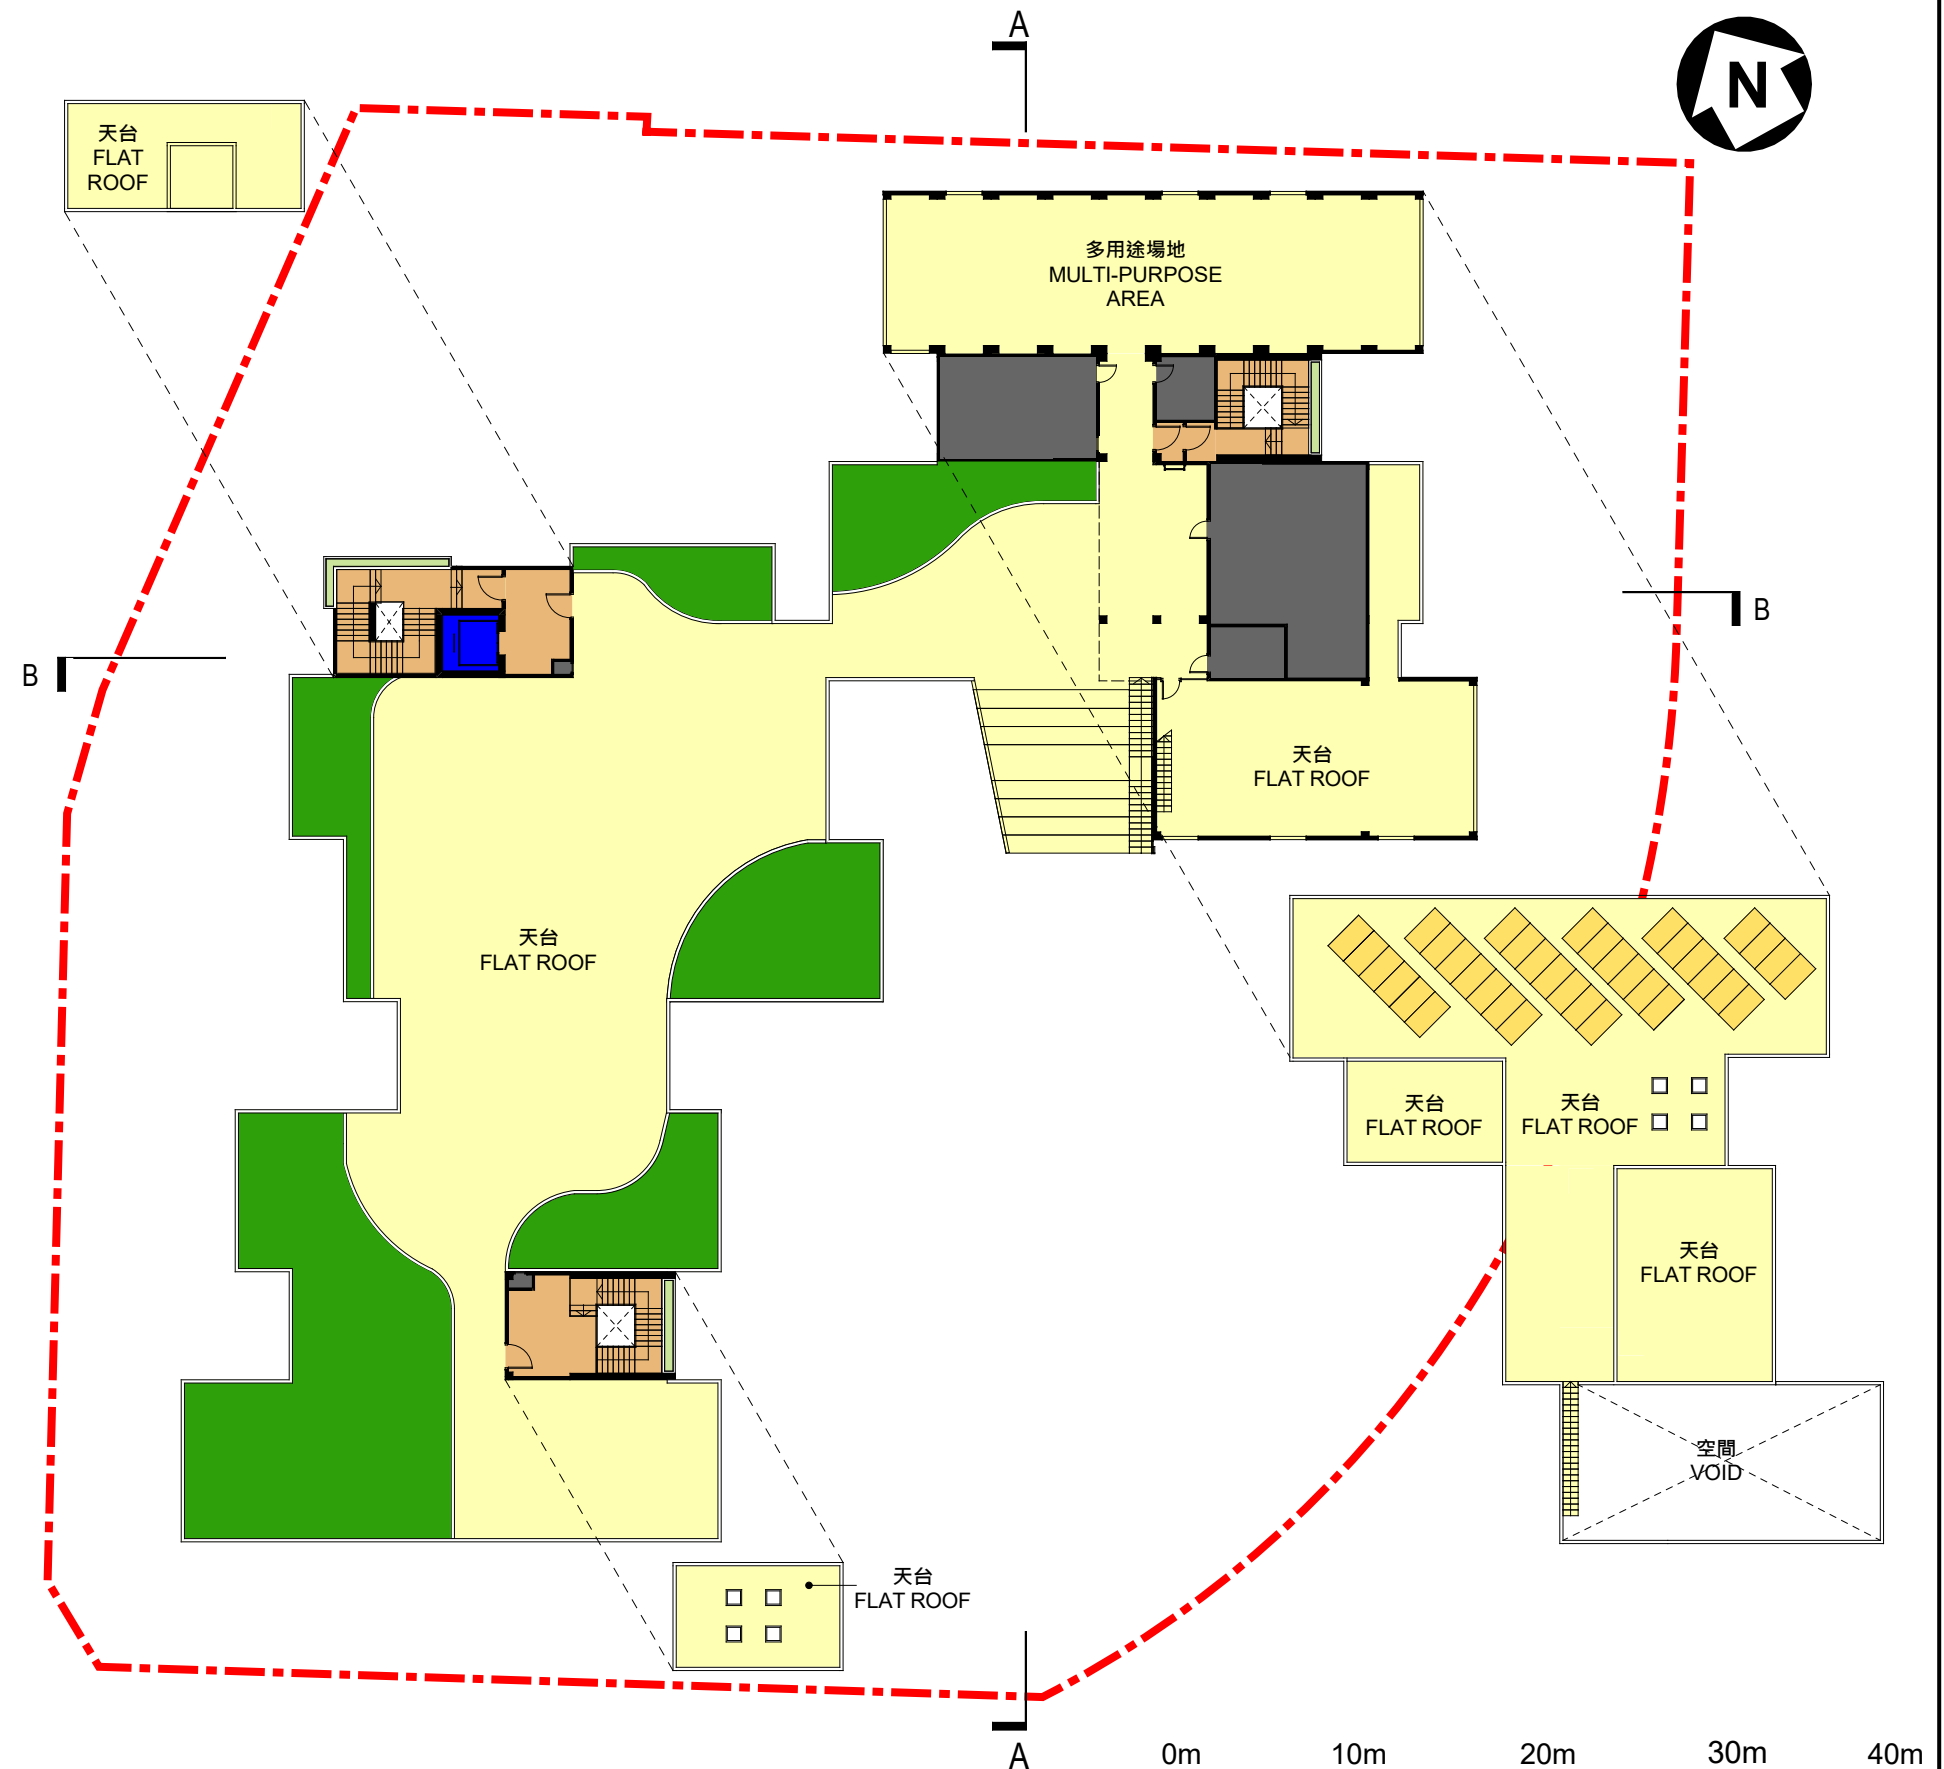 A
N
天台
FLAT
ROOF
多用途場地
MULTI-PURPOSE
AREA
B
B
天台
FLAT ROOF
天台
FLAT ROOF
天台
FLAT ROOF
天台
FLAT ROOF
天台
FLAT ROOF
空間
VOID
天台
FLAT ROOF
A
0m
10m
20m
30m
40m